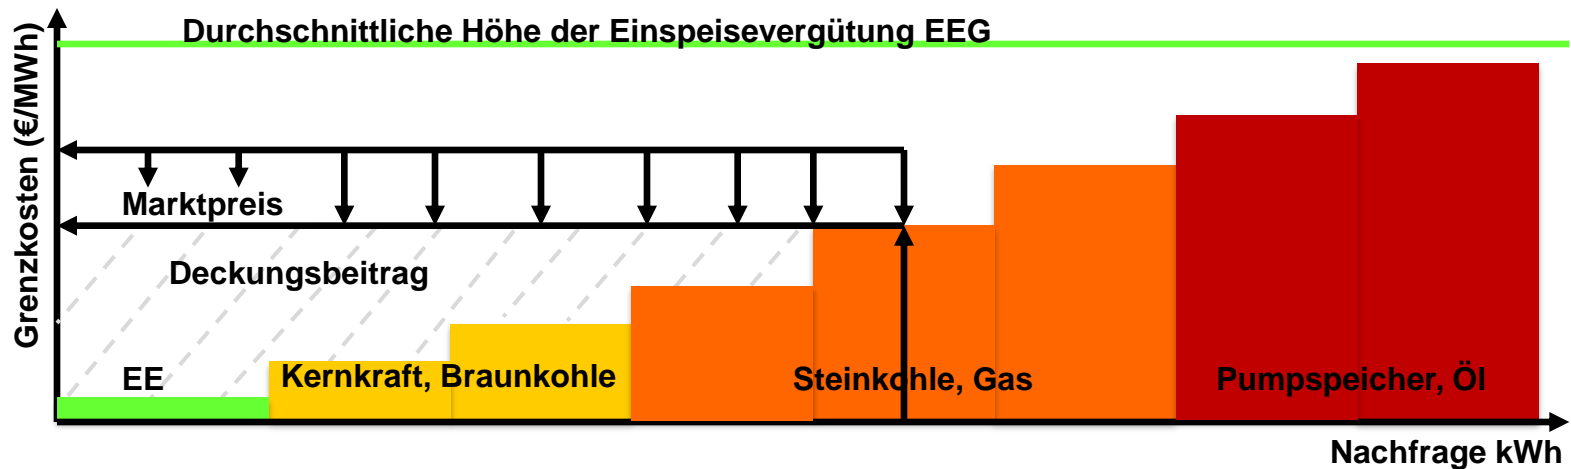 Durchschnittliche Höhe der Einspeisevergütung EEG
Grenzkosten (€/MWh)
Marktpreis
Deckungsbeitrag
EE
Kernkraft, Braunkohle
Steinkohle, Gas
Pumpspeicher, Öl
Nachfrage kWh